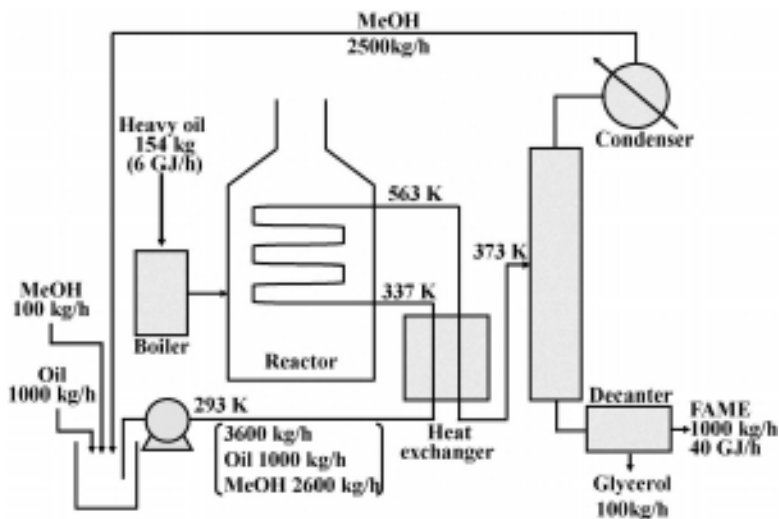 MeOH
2500kg/h
Condenser
Heavy oil
154 kg
(6 GJ/h)
563 K
373 K
337 K
MeOH
100 kg/h
Boiler
Reactor
Oil
1000 kg/h
293 K
3600 kg/h
Oil 1000 kg/h
MeOH 2600 kg/h
Heat
exchanger
Decanter
FAME
1000 kg/h
40 GJ/h
Glycerol
100kg/h